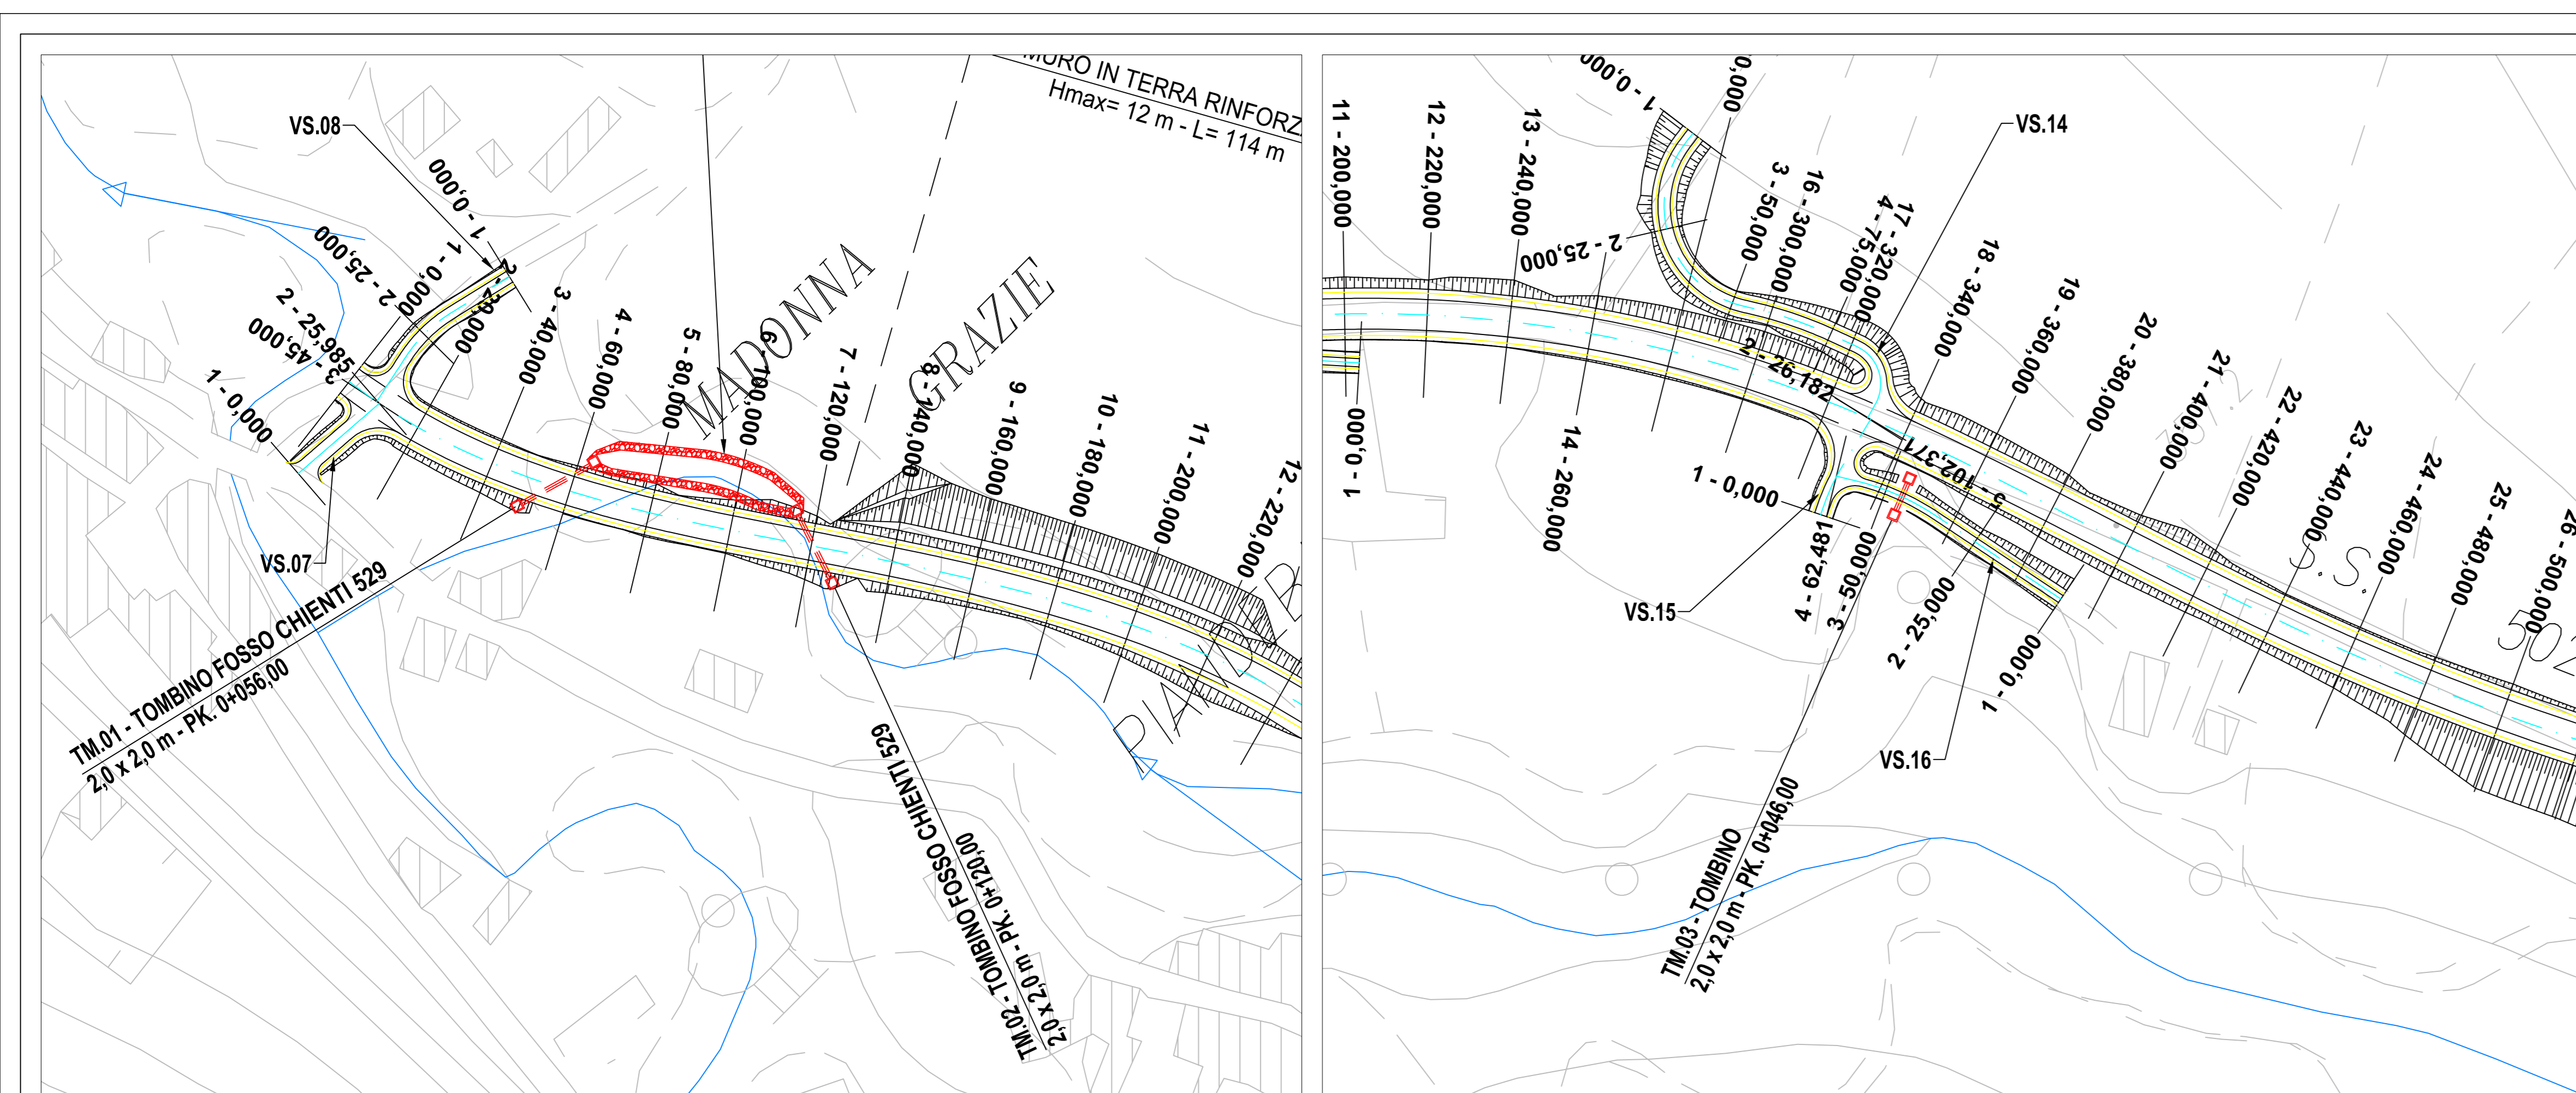 MURO IN TERRA RINFORZ
Hmax= 12 m - L= 114 m
VS.08
1 - 0,000
1 - 0,000
2 - 25,000
2 - 25,985
3 - 45,000
1 - 0,000
3 - 40,000
4 - 60,000
5 - 80,000
6 - 100,000
7 - 120,000
8 - 140,000
9 - 160,000
10 - 180,000
11 - 200,000
12 - 220,000
MADONNA
GRAZIE
VS.07
TM.01 - TOMBINO FOSSO CHIENTI 529
2,0 x 2,0 m - PK. 0+056,00
TM.02 - TOMBINO FOSSO CHIENTI 529
2,0 x 2,0 m - PK. 0+120,00
11 - 200,000
12 - 220,000
13 - 240,000
14 - 260,000
1 - 0,000
0,000
1 - 0,000
2 - 25,000
3 - 50,000
16 - 300,000
4 - 75,000
17 - 320,000
VS.14
18 - 340,000
19 - 360,000
20 - 380,000
21 - 400,000
22 - 420,000
23 - 440,000
24 - 460,000
25 - 480,000
26 - 500,000
2 - 26,182
5 - 102,371
1 - 0,000
4 - 62,481
3 - 50,000
2 - 25,000
1 - 0,000
VS.15
VS.16
S.S.
502
TM.03 - TOMBINO
2,0 x 2,0 m - PK. 0+046,00